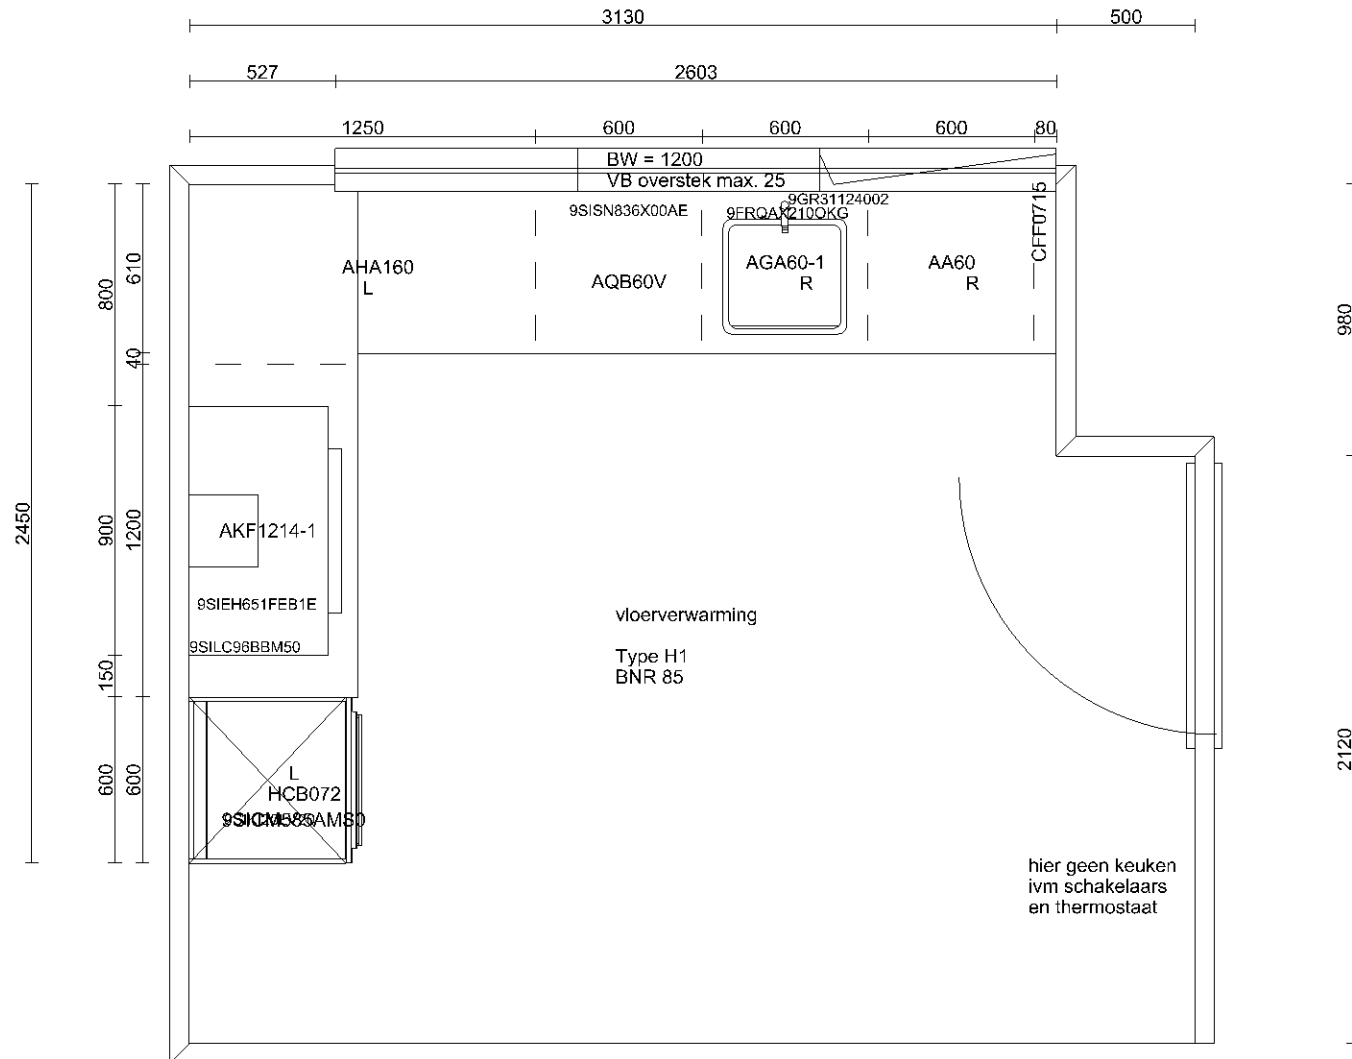 3130
500
527
2603
1250
600
600
600
80
BW = 1200
VB overstek max. 25
9SISN836X00AE
9GR31124002
9FRQAX210OKG
CFF0715
AHA160
L
AQB60V
AGA60-1
R
AA60
R
610
800
40
980
2450
900
1200
AKF1214-1
9SIEH651FEB1E
9SILC96BBM50
150
vloerverwarming
Type H1
BNR 85
600
600
L
HCB072
2120
hier geen keuken
ivm schakelaars
en thermostaat